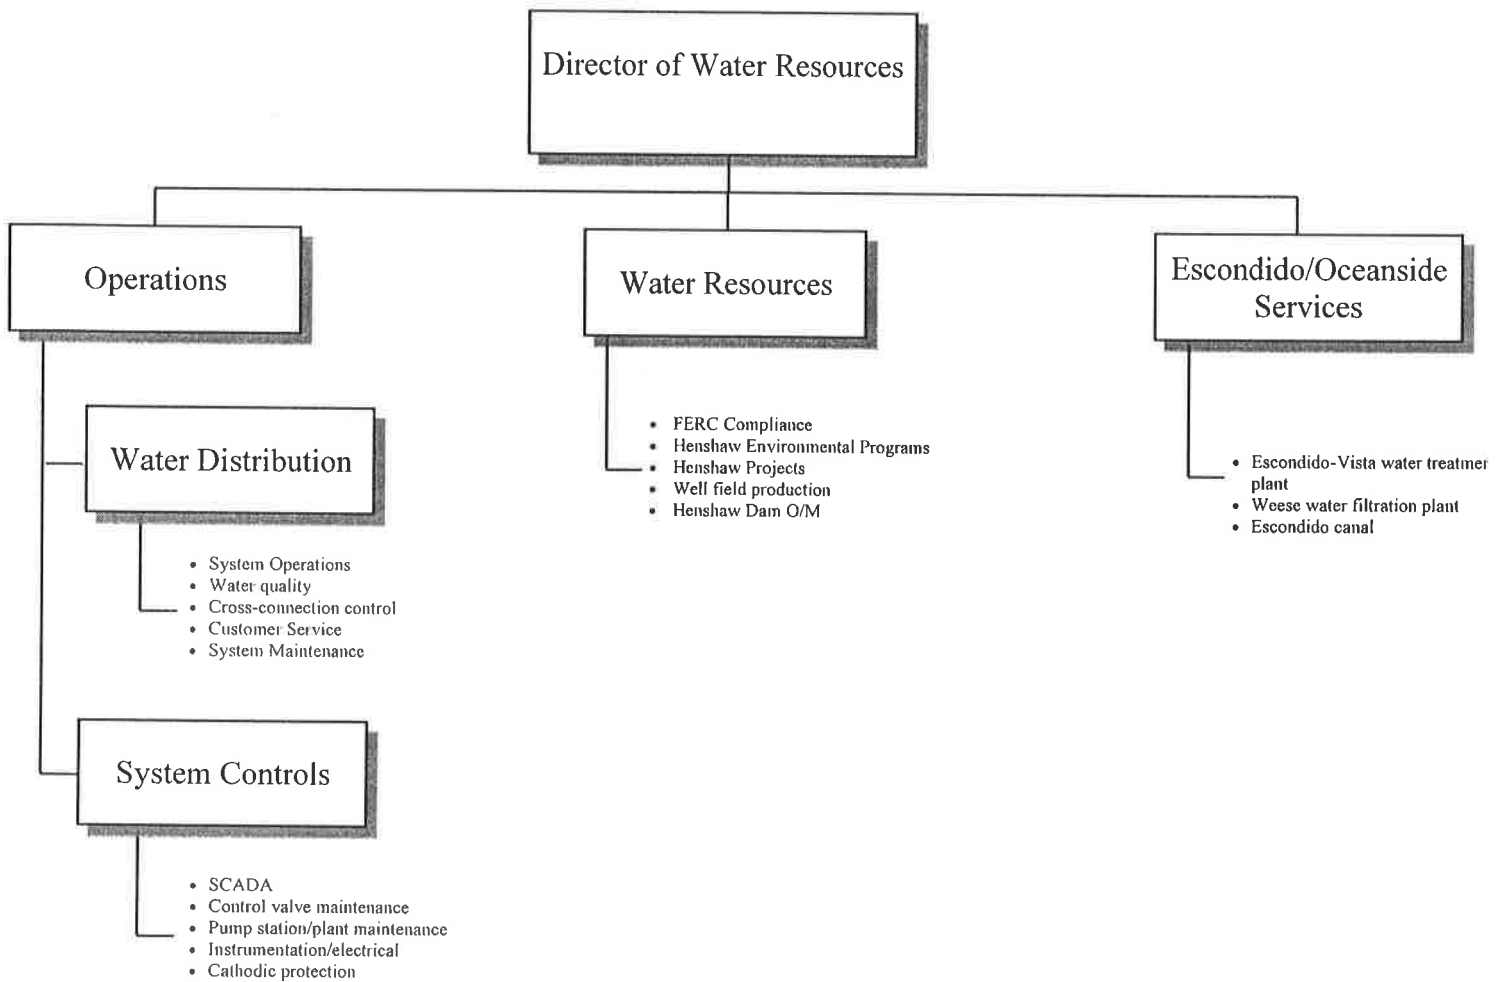 Director of Water Resources
Operations
Water Resources
Escondido/Oceanside
Services
Water Distribution
• FERC Compliance
• Henshaw Environmental Programs
• Henshaw Projects
• Well field production
• Henshaw Dam O/M
• Escondido-Vista water treatmer
plant
• Weese water filtration plant
• Escondido canal
• System Operations
• Water quality
• Cross-connection control
• Customer Service
• System Maintenance
System Controls
• SCADA
• Control valve maintenance
• Pump station/plant maintenance
• Instrumentation/electrical
• Cathodic protection